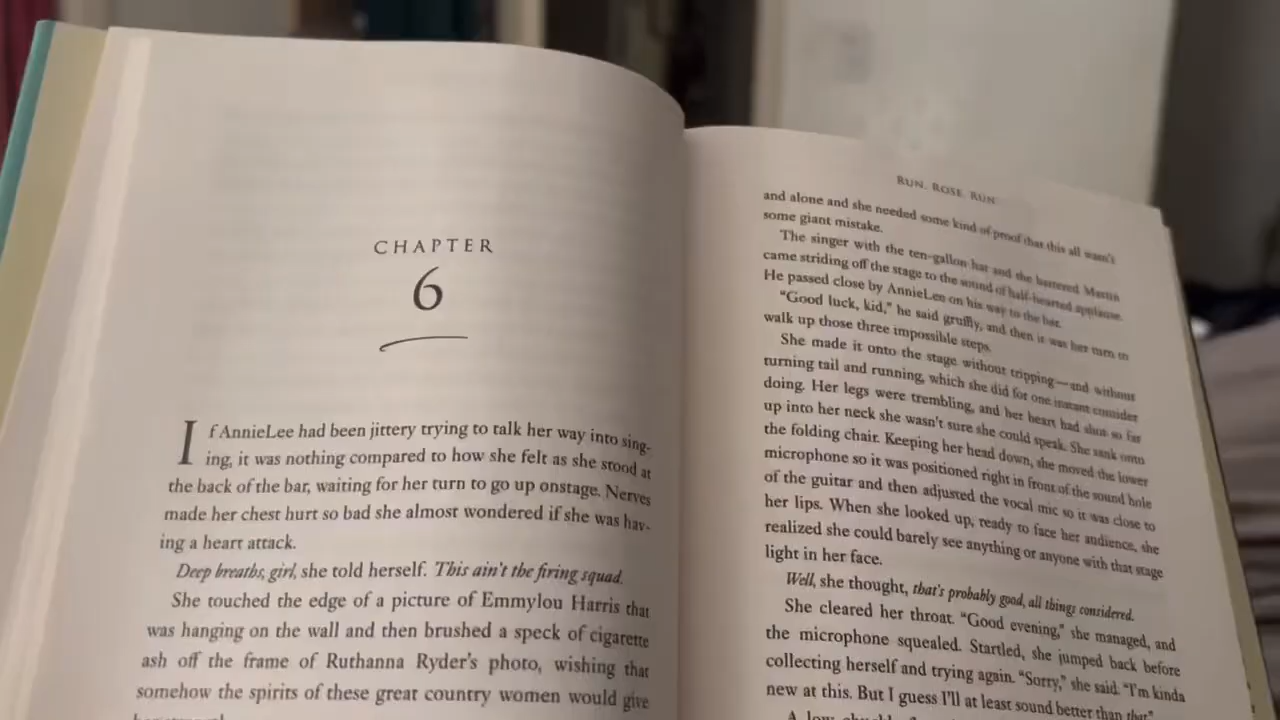 CHAPTER
6
If AnnieLee had been jittery trying to talk her way into sing-
ing, it was nothing compared to how she felt as she stood at
the back of the bar, waiting for her turn to go up onstage. Nerves
made her chest hurt so bad she almost wondered if she was hav-
ing a heart attack.
Deep breaths, girl, she told herself. This ain't the firing squad.
She touched the edge of a picture of Emmylou Harris that
was hanging on the wall and then brushed a speck of cigarette
ash off the frame of Ruthanna Ryder's photo, wishing that
somehow the spirits of these great country women would give
RUN, ROSE, RUN
and alone and she needed some kind of proof that this all wasn't
some giant mistake.
The singer with the ten-gallon hat and the battered Martin
came striding off the stage to the sound of half-hearted applause.
He passed close by AnnieLee on his way to the bar.
"Good luck, kid," he said gruffly, and then it was her turn to
walk up those three impossible steps.
She made it onto the stage without tripping—and without
turning tail and running, which she did for one instant consider
doing. Her legs were trembling, and her heart had shot so far
up into her neck she wasn't sure she could speak. She sank onto
the folding chair. Keeping her head down, she moved the lower
microphone so it was positioned right in front of the sound hole
of the guitar and then adjusted the vocal mic so it was close to
her lips. When she looked up, ready to face her audience, she
realized she could barely see anything or anyone with that stage
light in her face.
Well, she thought, that's probably good, all things considered.
She cleared her throat. "Good evening," she managed, and
the microphone squealed. Startled, she jumped back before
collecting herself and trying again. "Sorry," she said. "I'm kinda
new at this. But I guess I'll at least sound better than that."
A low